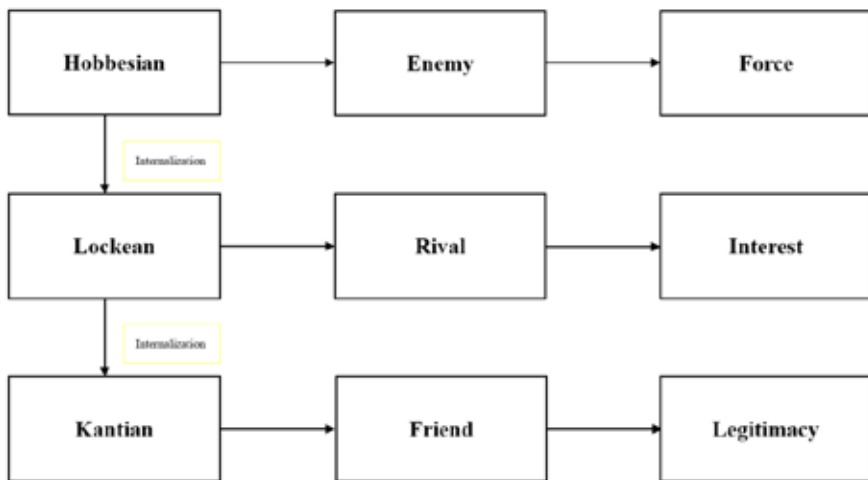 Hobbesian
Enemy
Force
Internalization
Lockean
Rival
Interest
Internalization
Kantian
Friend
Legitimacy